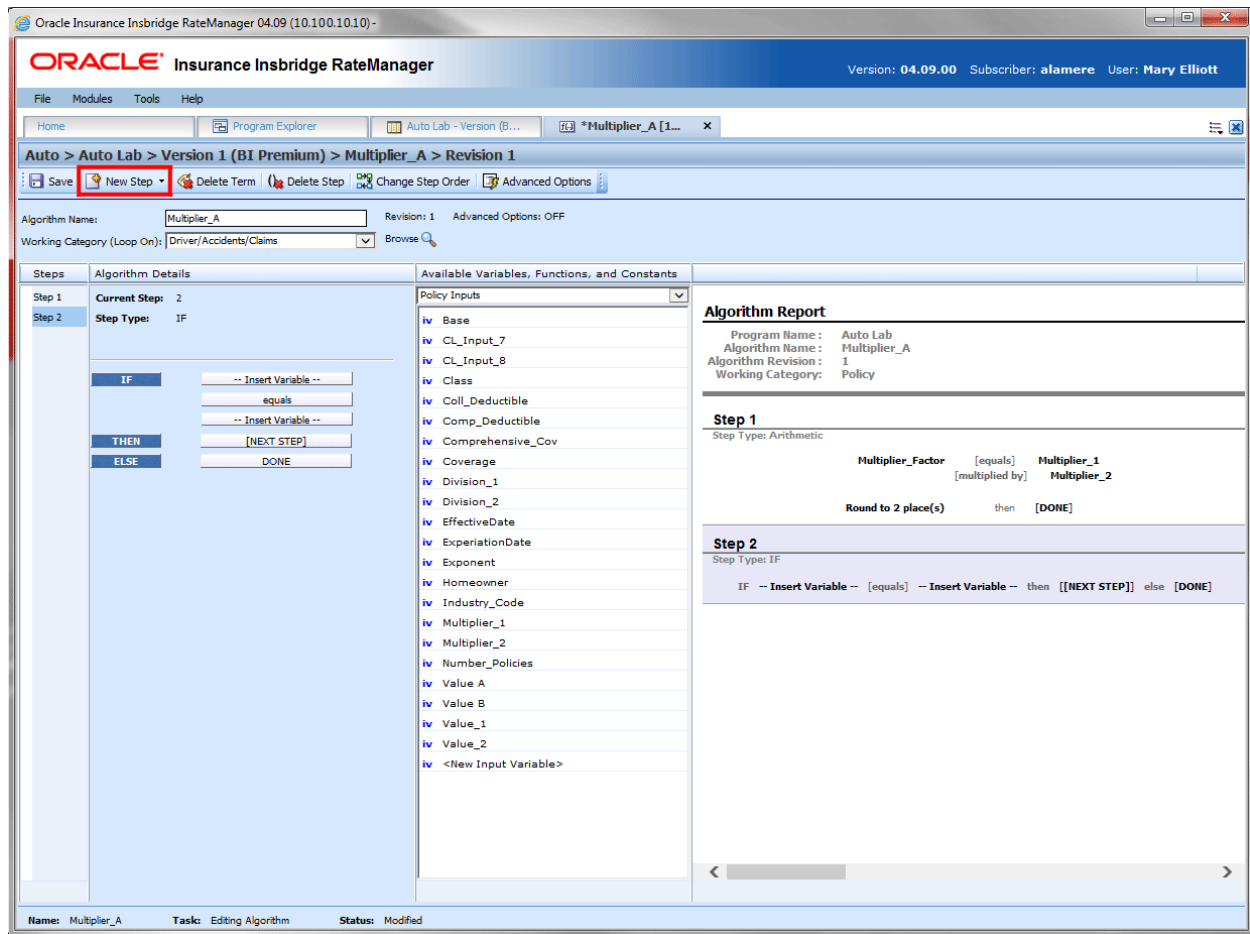 Oracle Insurance Insbridge RateManager 04.09 (10.100.10.10) -
ORACLE' Insurance Insbridge RateManager
Version: 04.09.00 Subscriber: alamere User: Mary Elliott
File Modules Tools Help
Home Program Explorer Auto Lab - Version (B... *Multiplier_A [1... X
Auto > Auto Lab > Version 1 (BI Premium) > Multiplier_A > Revision 1
Save New Step Delete Term Delete Step Change Step Order Advanced Options
Algorithm Name: Multiplier_A Revision: 1 Advanced Options: OFF
Working Category (Loop On): Driver/Accidents/Claims Browse
Steps Algorithm Details Available Variables, Functions, and Constants
Step 1
Step 2
Current Step: 2
Step Type: IF
IF -- Insert Variable --
equals
-- Insert Variable --
THEN [NEXT STEP]
ELSE DONE
Policy Inputs
iv Base
iv CL_Input_7
iv CL_Input_8
iv Class
iv Coll_Deductible
iv Comp_Deductible
iv Comprehensive_Cov
iv Coverage
iv Division_1
iv Division_2
iv EffectiveDate
iv ExperiationDate
iv Exponent
iv Homeowner
iv Industry_Code
iv Multiplier_1
iv Multiplier_2
iv Number_Policies
iv Value A
iv Value B
iv Value_1
iv Value_2
iv <New Input Variable>
Algorithm Report
Program Name : Auto Lab
Algorithm Name : Multiplier_A
Algorithm Revision : 1
Working Category: Policy
Step 1
Step Type: Arithmetic
Multiplier_Factor [equals] Multiplier_1
[multiplied by] Multiplier_2
Round to 2 place(s) then [DONE]
Step 2
Step Type: IF
IF -- Insert Variable -- [equals] -- Insert Variable -- then [[NEXT STEP]] else [DONE]
Name: Multiplier_A Task: Editing Algorithm Status: Modified